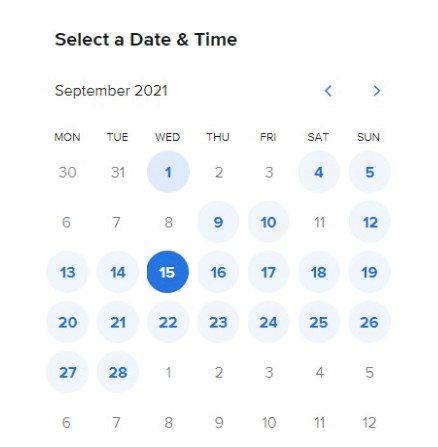 Select a Date & Time
September 2021
MON TUE WED THU FRI SAT SUN
30 31 1 2 3 4 5
6 7 8 9 10 11 12
13 14 15 16 17 18 19
20 21 22 23 24 25 26
27 28 1 2 3 4 5
6 7 8 9 10 11 12